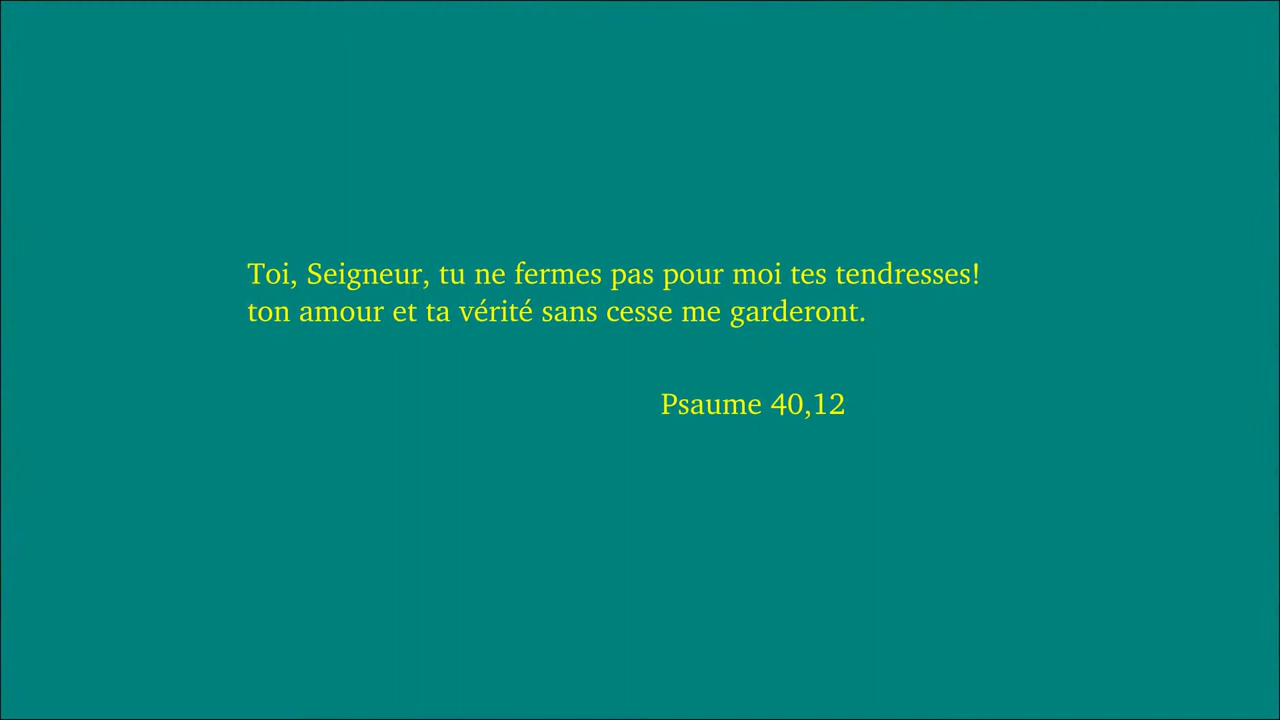 Toi, Seigneur, tu ne fermes pas pour moi tes tendresses!
ton amour et ta vérité sans cesse me garderont.
Psaume 40,12